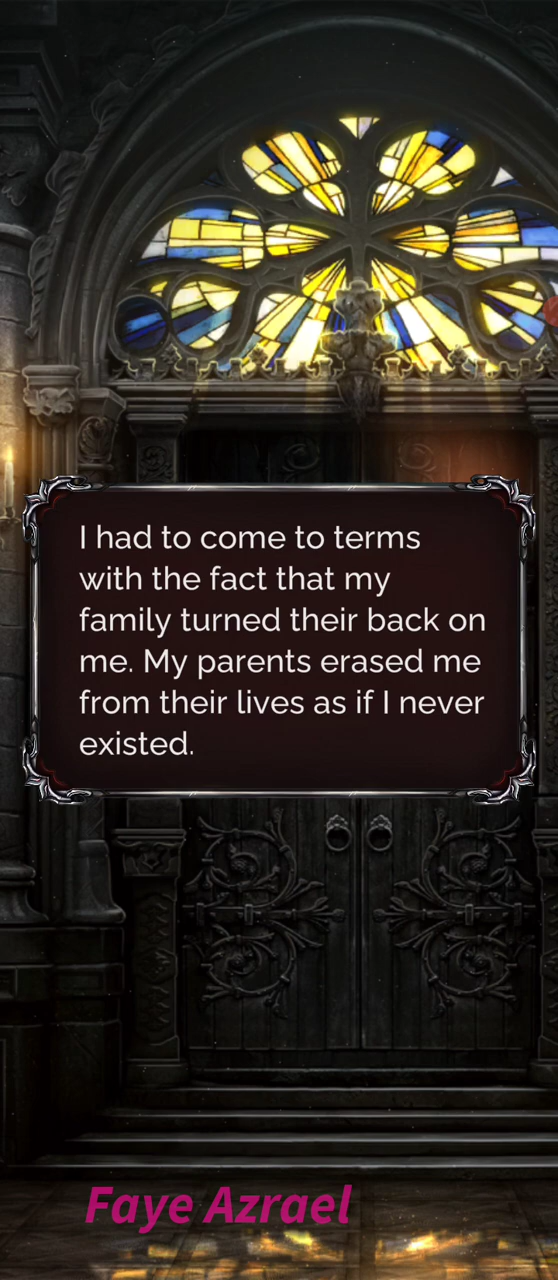 I had to come to terms
with the fact that my
family turned their back on
me. My parents erased me
from their lives as if I never
existed.
Faye Azrael